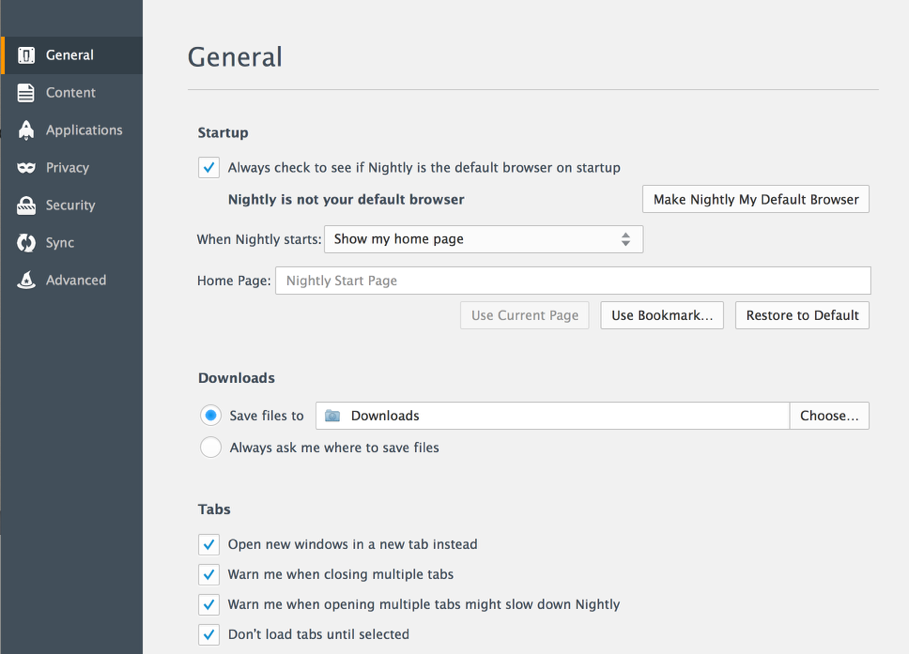 General
Content
Applications
Privacy
Security
Sync
Advanced
General
Startup
Always check to see if Nightly is the default browser on startup
Nightly is not your default browser
Make Nightly My Default Browser
When Nightly starts: Show my home page
Home Page: Nightly Start Page
Use Current Page Use Bookmark... Restore to Default
Downloads
Save files to Downloads Choose...
Always ask me where to save files
Tabs
Open new windows in a new tab instead
Warn me when closing multiple tabs
Warn me when opening multiple tabs might slow down Nightly
Don't load tabs until selected